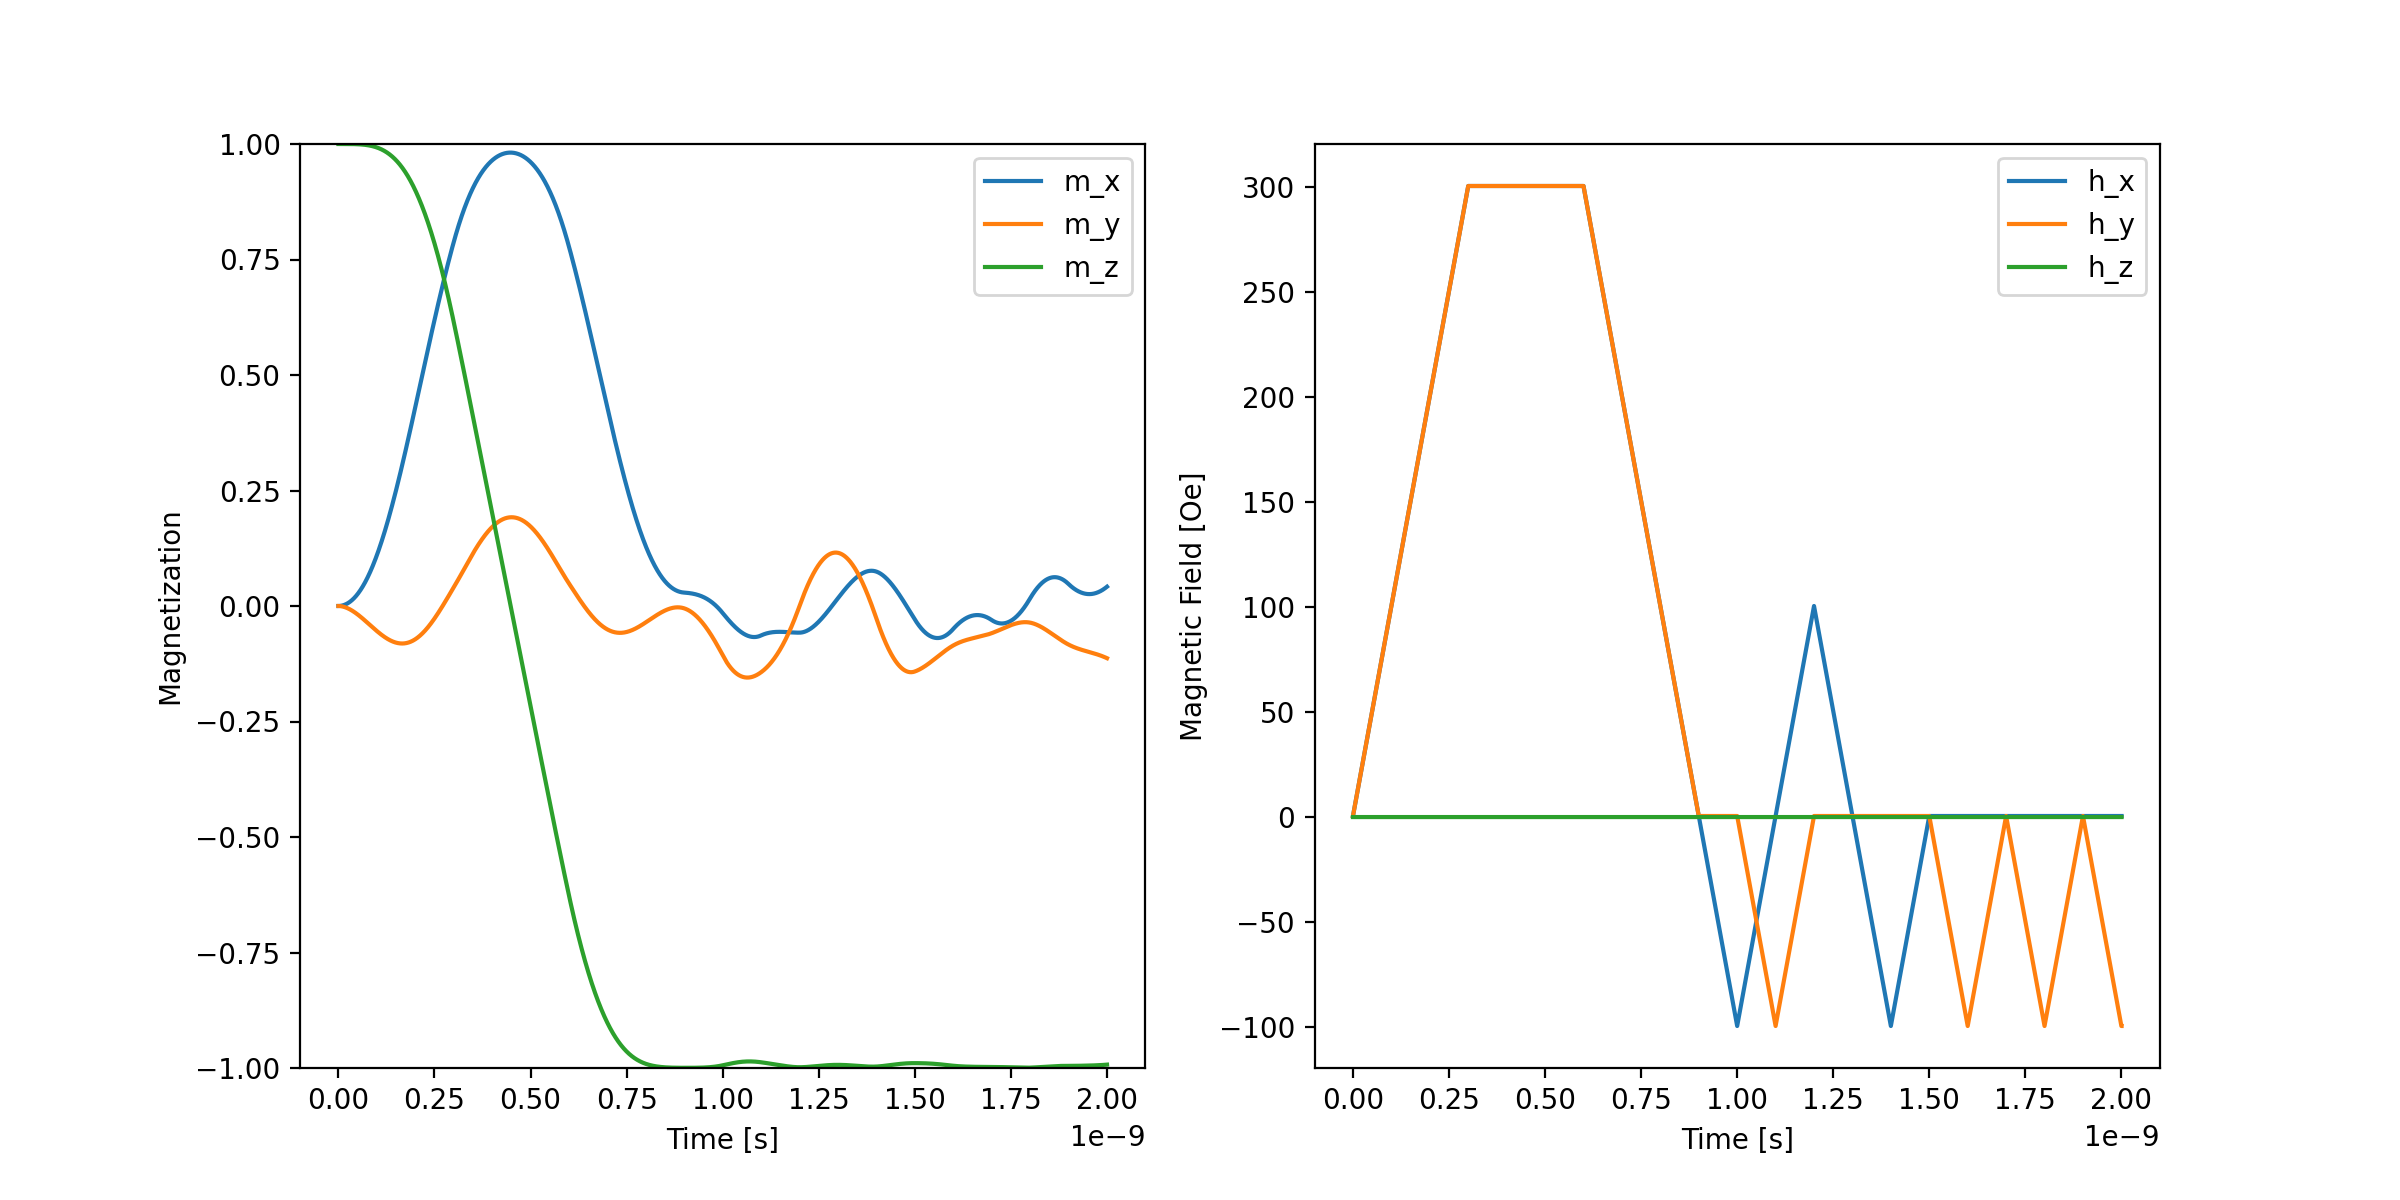 Magnetization
1.00
0.75
0.50
0.25
0.00
−0.25
−0.50
−0.75
−1.00
m_x
m_y
m_z
0.00 0.25 0.50 0.75 1.00 1.25 1.50 1.75 2.00
Time [s]
1e−9
Magnetic Field [Oe]
300
250
200
150
100
50
0
−50
−100
h_x
h_y
h_z
0.00 0.25 0.50 0.75 1.00 1.25 1.50 1.75 2.00
Time [s]
1e−9